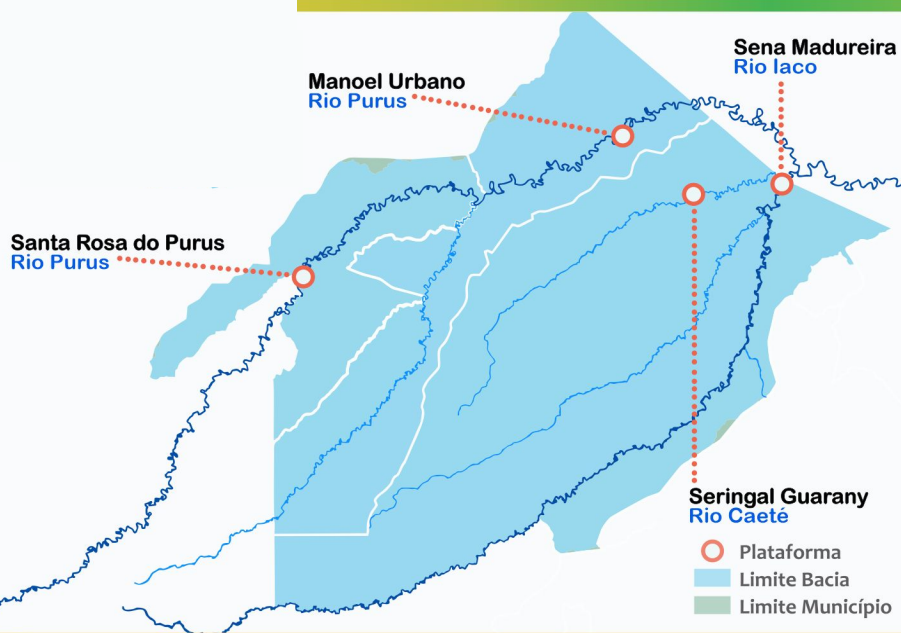 Sena Madureira
Rio Iaco
Manoel Urbano
Rio Purus
Santa Rosa do Purus
Rio Purus
Seringal Guarany
Rio Caeté
Plataforma
Limite Bacia
Limite Município